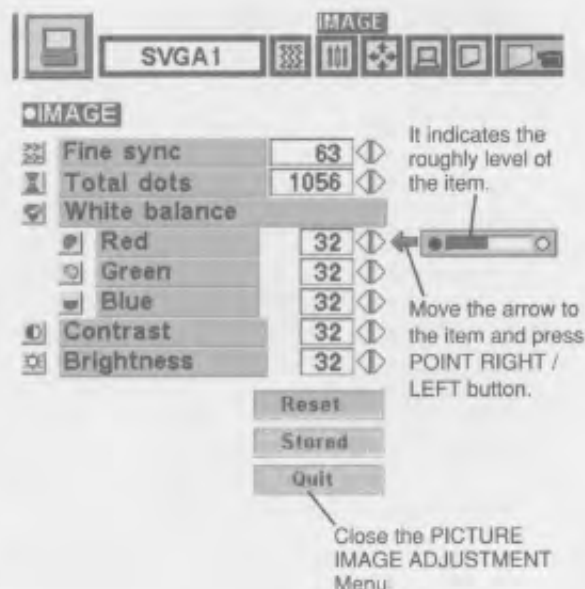 IMAGE
SVGA1
IMAGE
Fine sync 63
Total dots 1056
White balance
Red 32
Green 32
Blue 32
Contrast 32
Brightness 32
It indicates the
roughly level of
the item.
Move the arrow to
the item and press
POINT RIGHT /
LEFT button.
Reset
Stored
Quit
Close the PICTURE
IMAGE ADJUSTMENT
Menu.